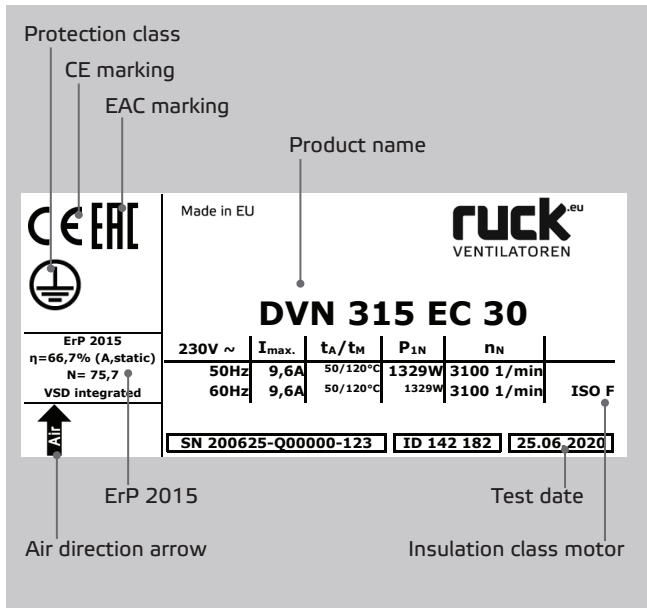 Protection class
CE marking
EAC marking
Product name
CE EAC
Made in EU
ruck.eu
VENTILATOREN
DVN 315 EC 30
ErP 2015
η=66,7% (A,static)
N= 75,7
VSD integrated
230V ~ Imax. tA/tM P1N nN
50Hz 9,6A 50/120°C 1329W 3100 1/min
60Hz 9,6A 50/120°C 1329W 3100 1/min ISO F
Air
SN 200625-Q00000-123 ID 142 182 25.06.2020
ErP 2015
Test date
Air direction arrow
Insulation class motor